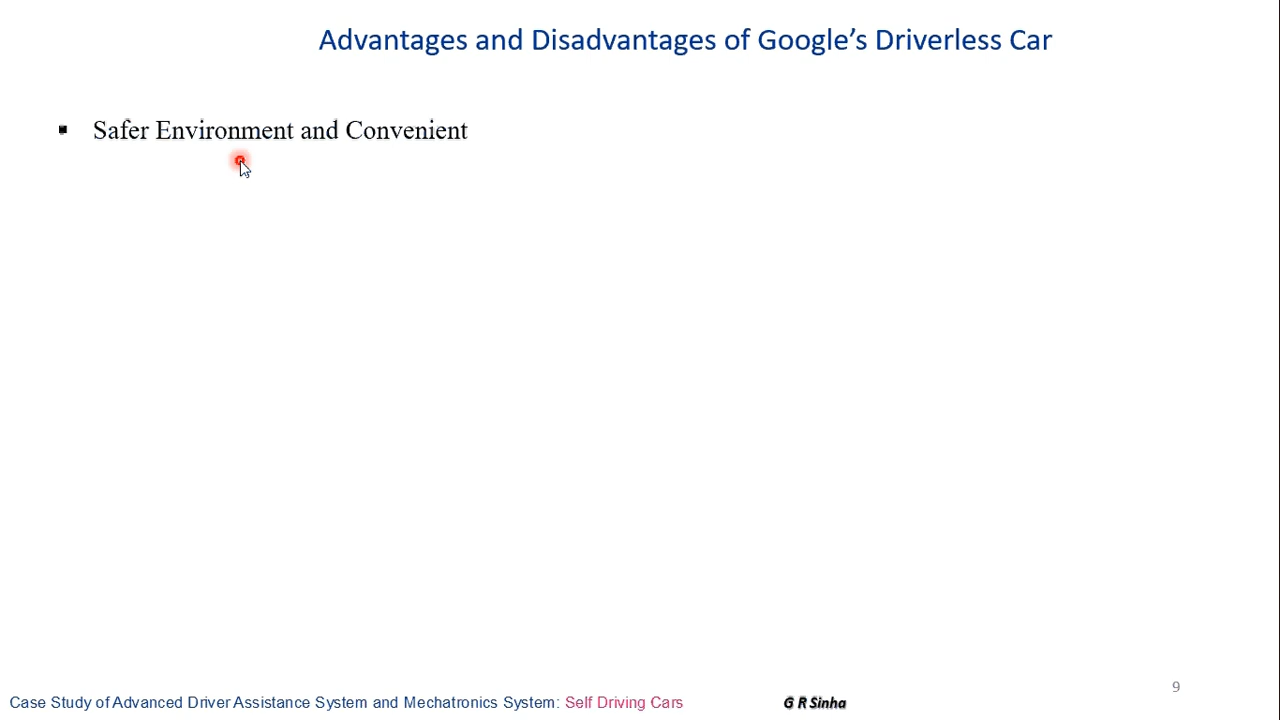 Advantages and Disadvantages of Google’s Driverless Car
▪ Safer Environment and Convenient
9
Case Study of Advanced Driver Assistance System and Mechatronics System: Self Driving Cars G R Sinha